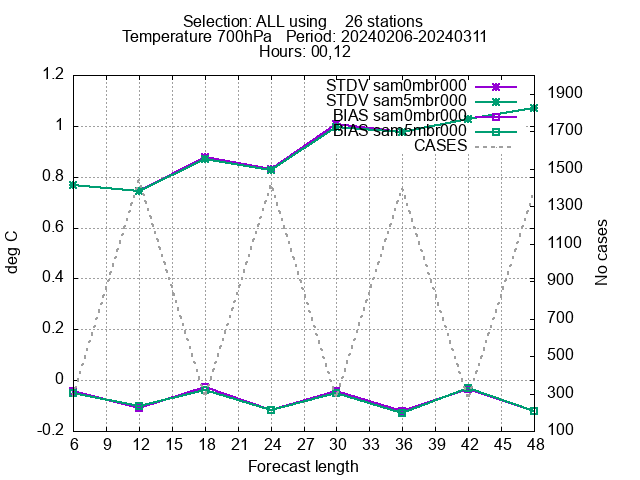 Selection: ALL using    26 stations
Temperature 700hPa   Period: 20240206-20240311
Hours: 00,12
1.2
1
0.8
0.6
0.4
0.2
0
-0.2
deg C
STDV sam0mbr000
STDV sam5mbr000
BIAS sam0mbr000
BIAS sam5mbr000
CASES
1900
1700
1500
1300
1100
900
700
500
300
100
No cases
6 9 12 15 18 21 24 27 30 33 36 39 42 45 48
Forecast length